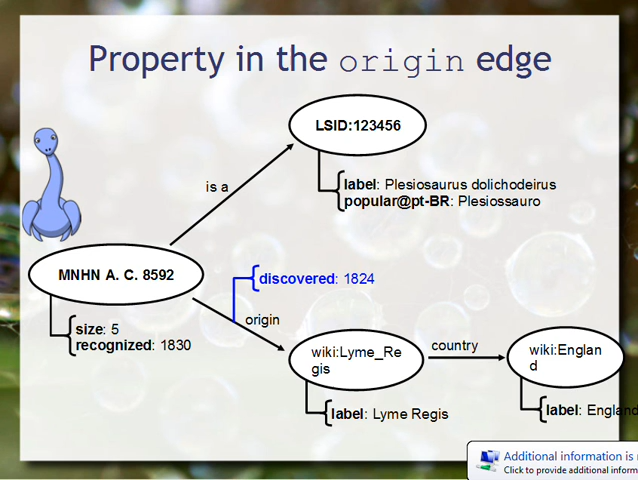 Property in the origin edge
LSID:123456
is a
label: Plesiosaurus dolichodeirus
popular@pt-BR: Plesiossauro
MNHN A. C. 8592
discovered: 1824
size: 5
recognized: 1830
origin
wiki:Lyme_Re
gis
country
wiki:Englan
d
label: Lyme Regis
label: England
Additional information is
Click to provide additional inform